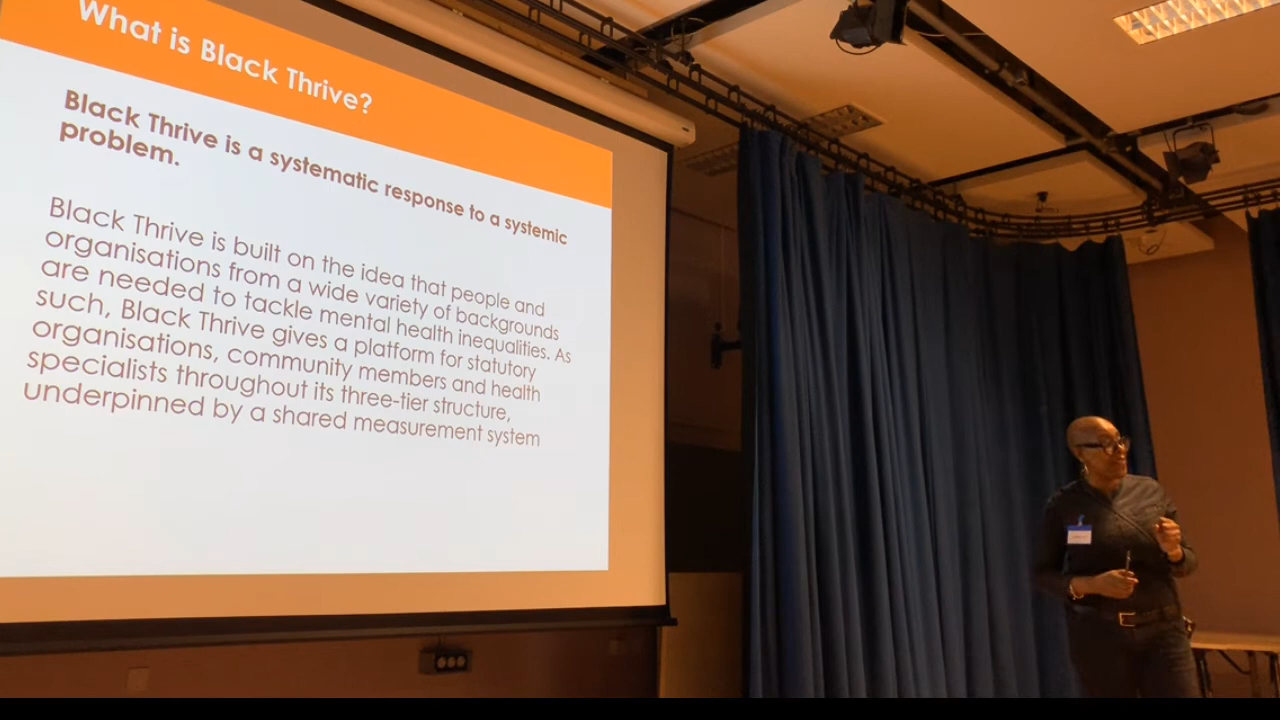 What is Black Thrive?
Black Thrive is a systematic response to a systemic
problem.
Black Thrive is built on the idea that people and
organisations from a wide variety of backgrounds
are needed to tackle mental health inequalities. As
such, Black Thrive gives a platform for statutory
organisations, community members and health
specialists throughout its three-tier structure,
underpinned by a shared measurement system